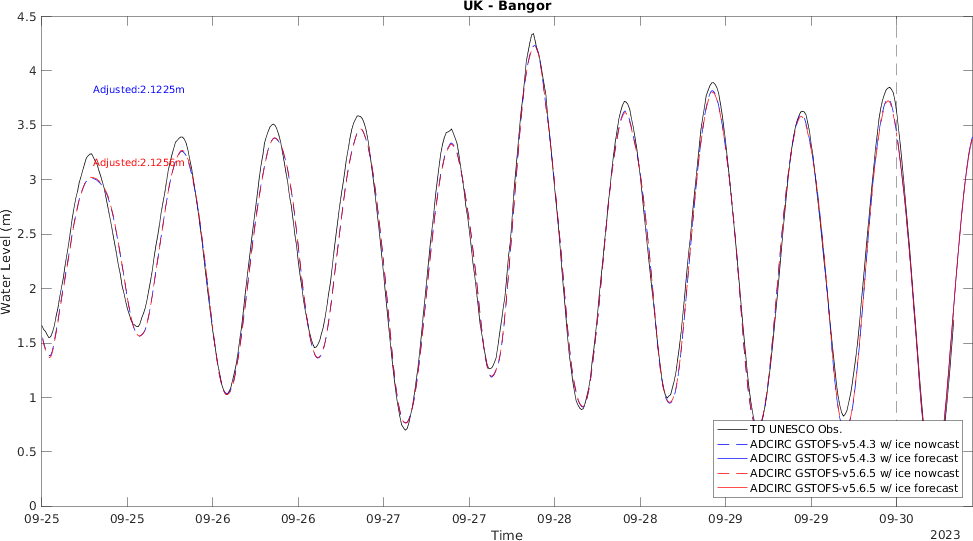 UK - Bangor
4.5
4
3.5
3
2.5
2
1.5
1
0.5
0
Water Level (m)
Adjusted:2.1225m
Adjusted:2.1256m
TD UNESCO Obs.
ADCIRC GSTOFS-v5.4.3 w/ ice nowcast
ADCIRC GSTOFS-v5.4.3 w/ ice forecast
ADCIRC GSTOFS-v5.6.5 w/ ice nowcast
ADCIRC GSTOFS-v5.6.5 w/ ice forecast
09-25 09-25 09-26 09-26 09-27 09-27 09-28 09-28 09-29 09-29 09-30
Time
2023